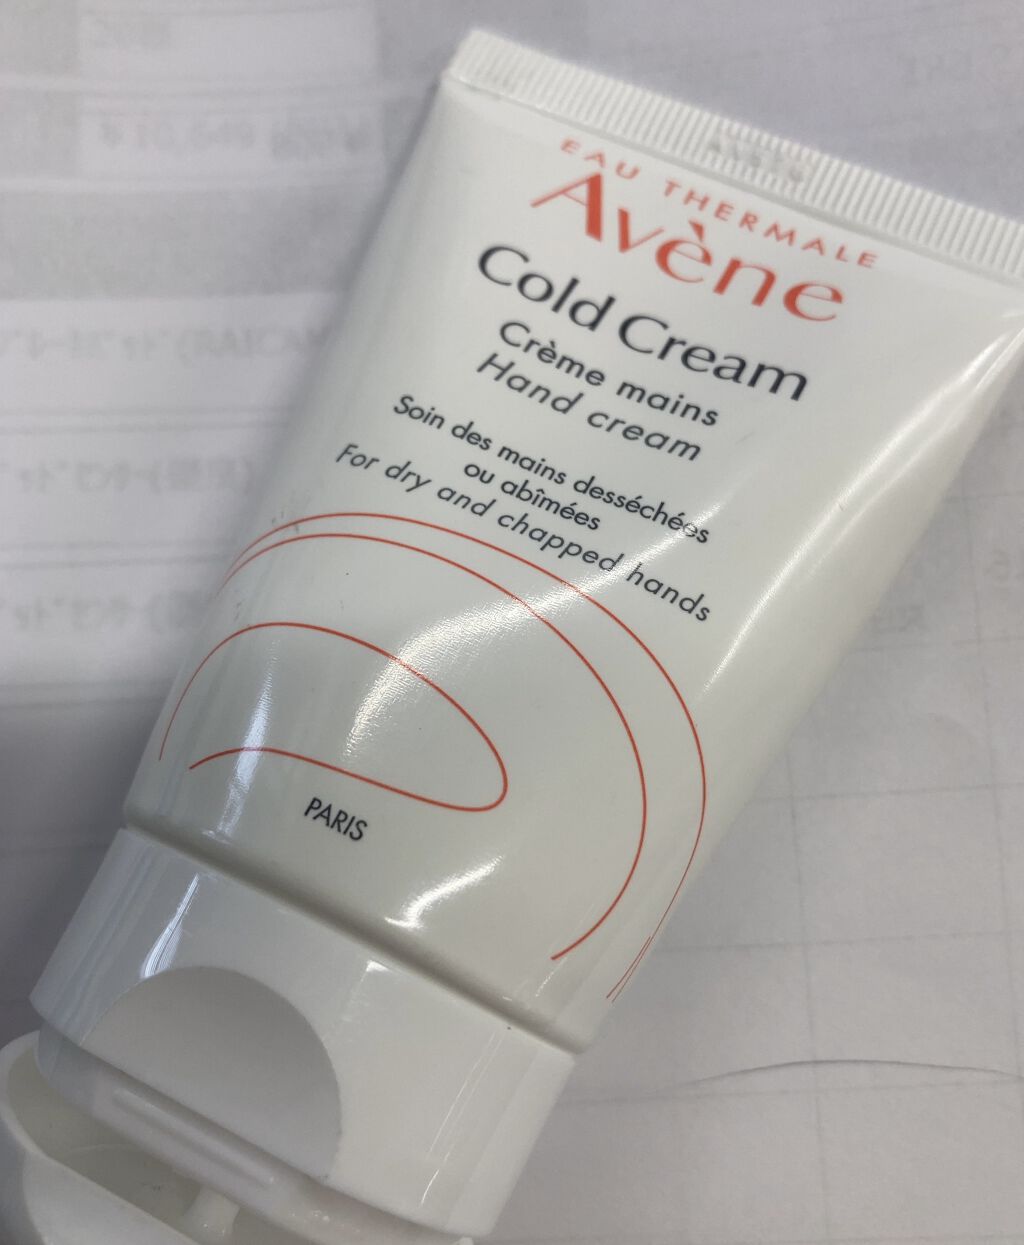 EAU THERMALE
Avène
Cold Cream
Crème mains
Hand cream
Soin des mains desséchées
ou abîmées
For dry and chapped hands
PARIS